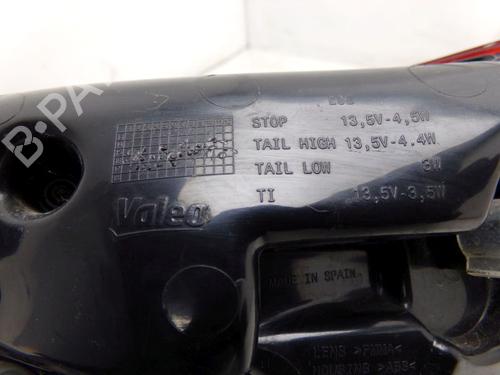 B-PARTS
LED
STOP 13,5V-4,5W
TAIL HIGH 13,5V-4.4W
TAIL LOW 3W
TI 13,5V-3,5W
Valeo
MADE IN SPAIN
LENS >PMMA<
HOUSING >ABS<